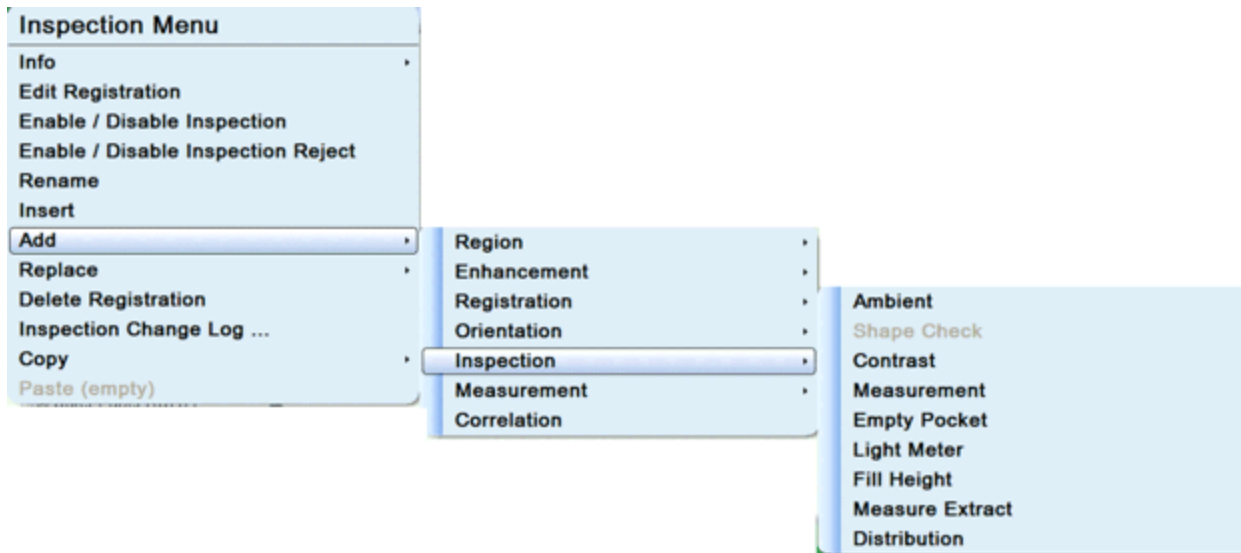 Inspection Menu
Info
Edit Registration
Enable / Disable Inspection
Enable / Disable Inspection Reject
Rename
Insert
Add
Replace
Delete Registration
Inspection Change Log ...
Copy
Paste (empty)
Region
Enhancement
Registration
Orientation
Inspection
Measurement
Correlation
Ambient
Shape Check
Contrast
Measurement
Empty Pocket
Light Meter
Fill Height
Measure Extract
Distribution